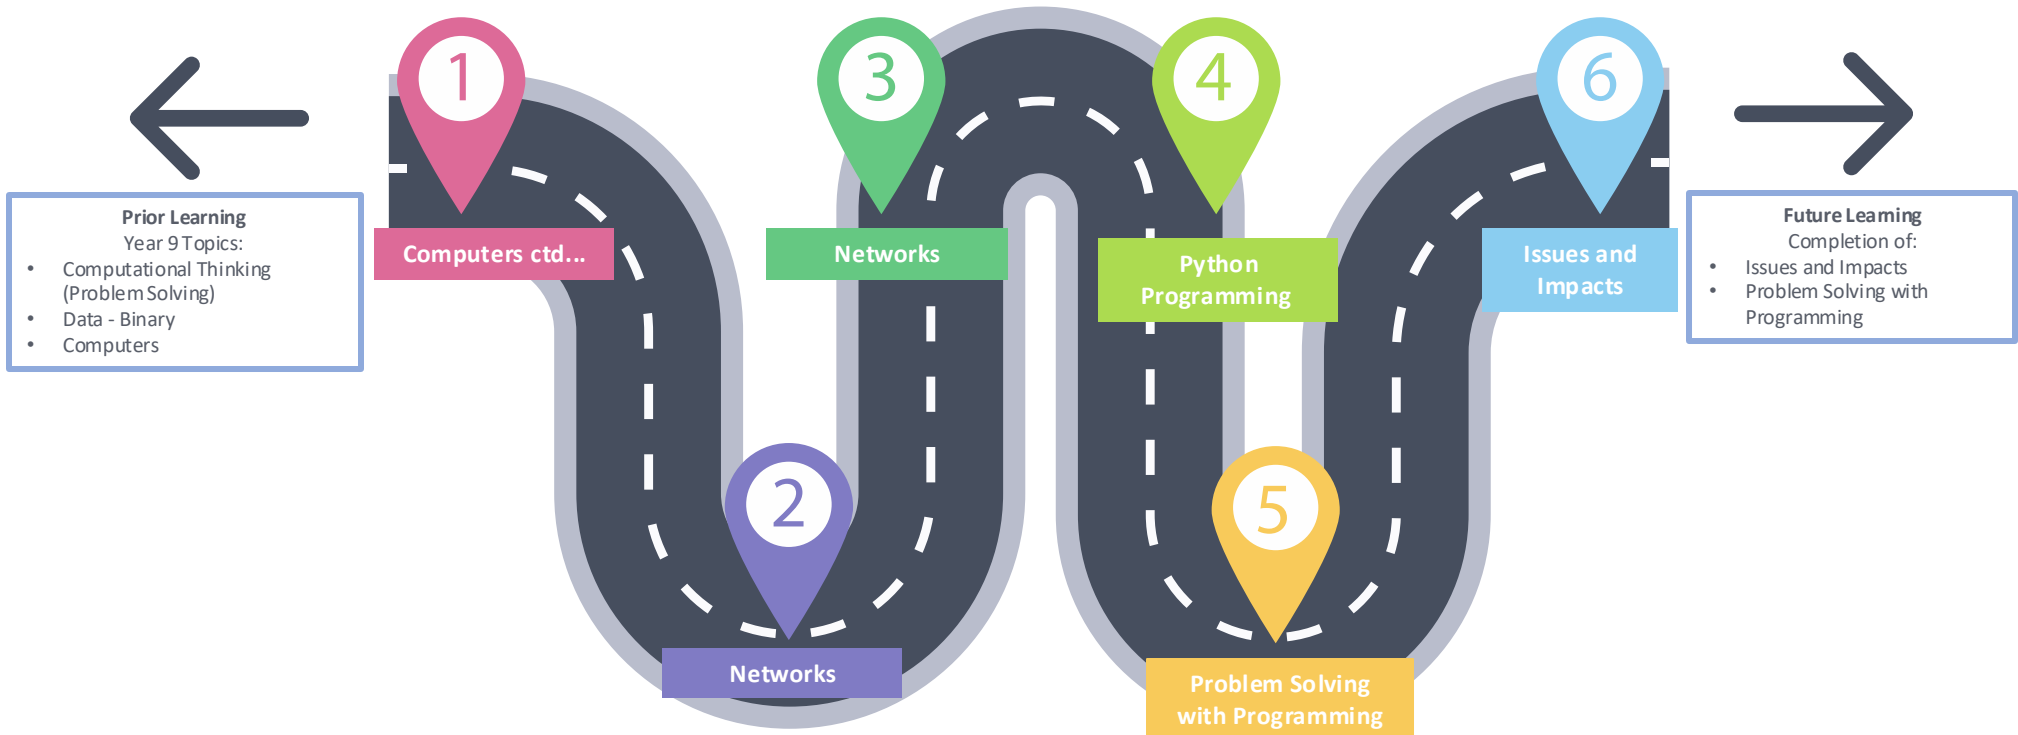 Prior Learning
Year 9 Topics:
• Computational Thinking
(Problem Solving)
• Data - Binary
• Computers
1
Computers ctd...
2
Networks
3
Networks
4
Python
Programming
5
Problem Solving
with Programming
6
Issues and
Impacts
Future Learning
Completion of:
• Issues and Impacts
• Problem Solving with
Programming